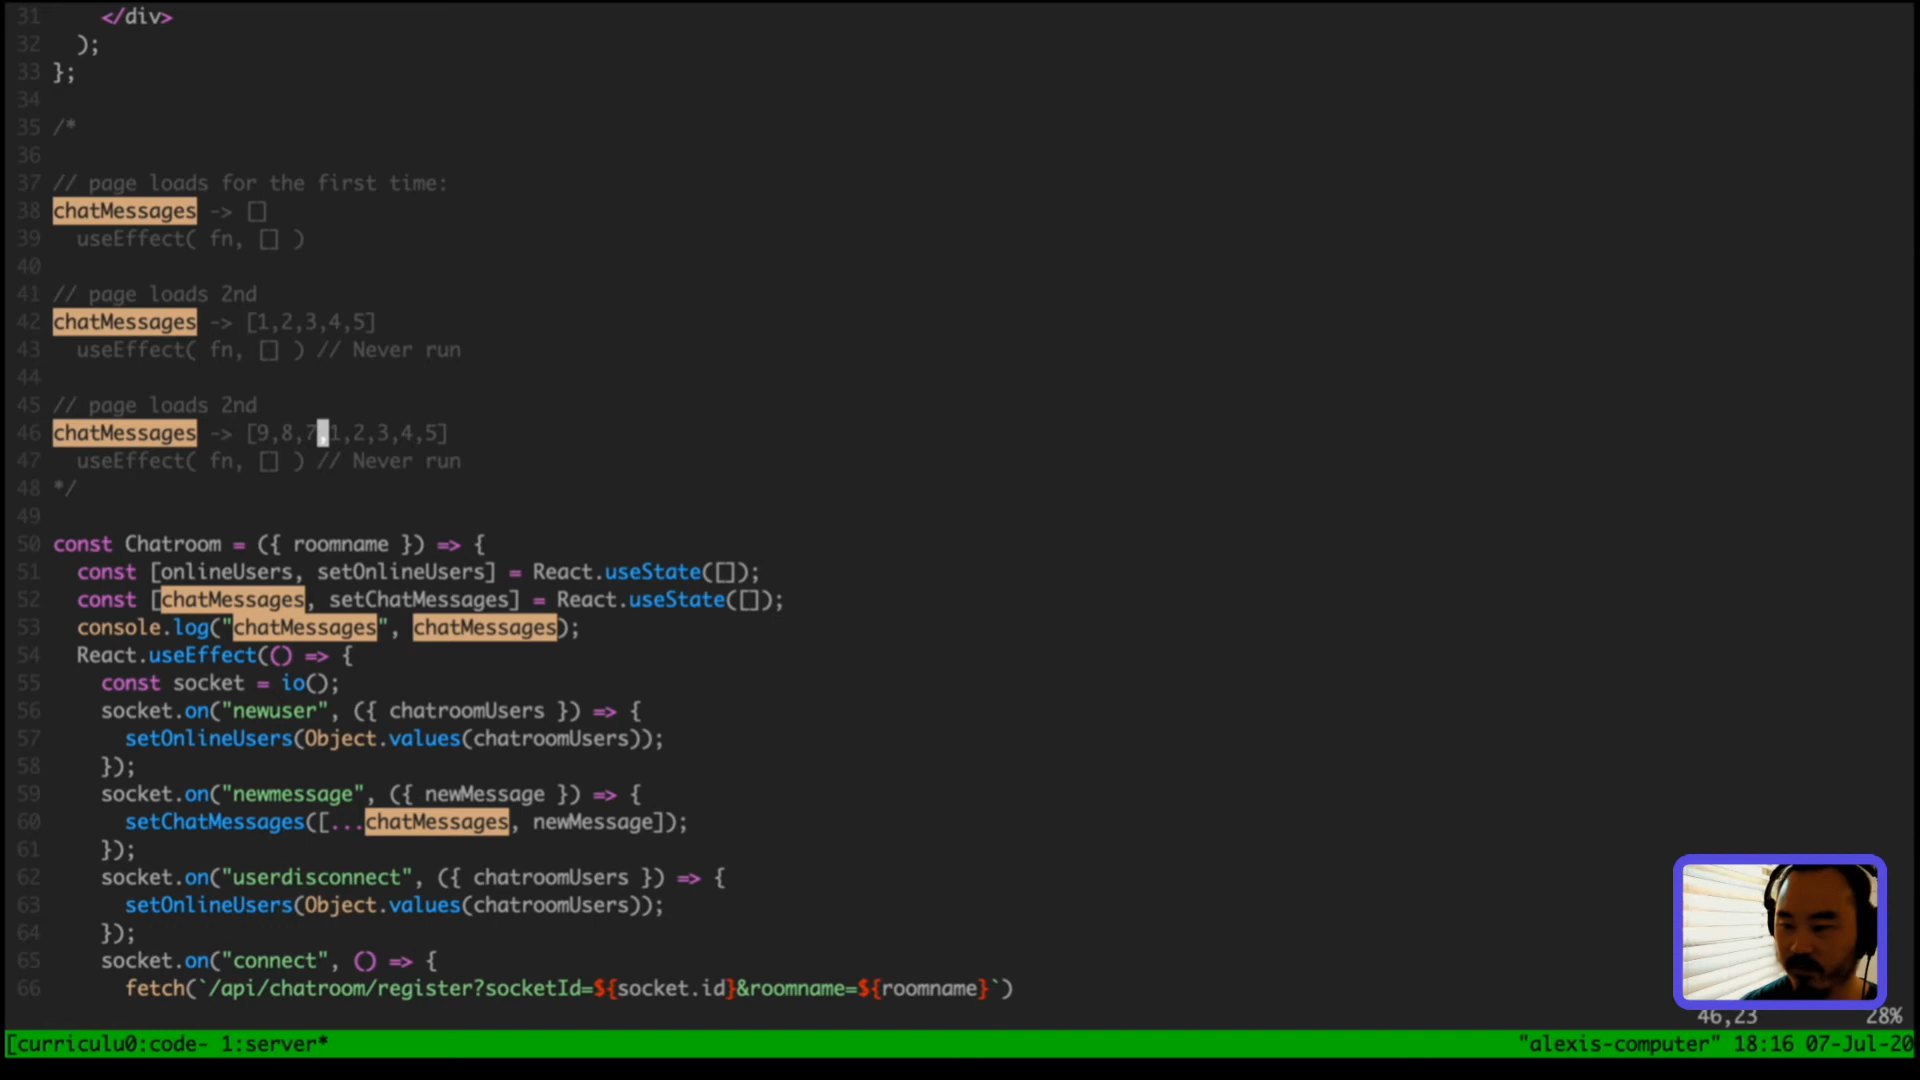 31     </div>
32   );
33 };
34
35 /*
36
37 // page loads for the first time:
38 chatMessages -> []
39   useEffect( fn, [] )
40
41 // page loads 2nd
42 chatMessages -> [1,2,3,4,5]
43   useEffect( fn, [] ) // Never run
44
45 // page loads 2nd
46 chatMessages -> [9,8,7,1,2,3,4,5]
47   useEffect( fn, [] ) // Never run
48 */
49
50 const Chatroom = ({ roomname }) => {
51   const [onlineUsers, setOnlineUsers] = React.useState([]);
52   const [chatMessages, setChatMessages] = React.useState([]);
53   console.log("chatMessages", chatMessages);
54   React.useEffect(() => {
55     const socket = io();
56     socket.on("newuser", ({ chatroomUsers }) => {
57       setOnlineUsers(Object.values(chatroomUsers));
58     });
59     socket.on("newmessage", ({ newMessage }) => {
60       setChatMessages([...chatMessages, newMessage]);
61     });
62     socket.on("userdisconnect", ({ chatroomUsers }) => {
63       setOnlineUsers(Object.values(chatroomUsers));
64     });
65     socket.on("connect", () => {
66       fetch(`/api/chatroom/register?socketId=${socket.id}&roomname=${roomname}`)
46,23 28%
[curriculu0:code- 1:server* "alexis-computer" 18:16 07-Jul-20